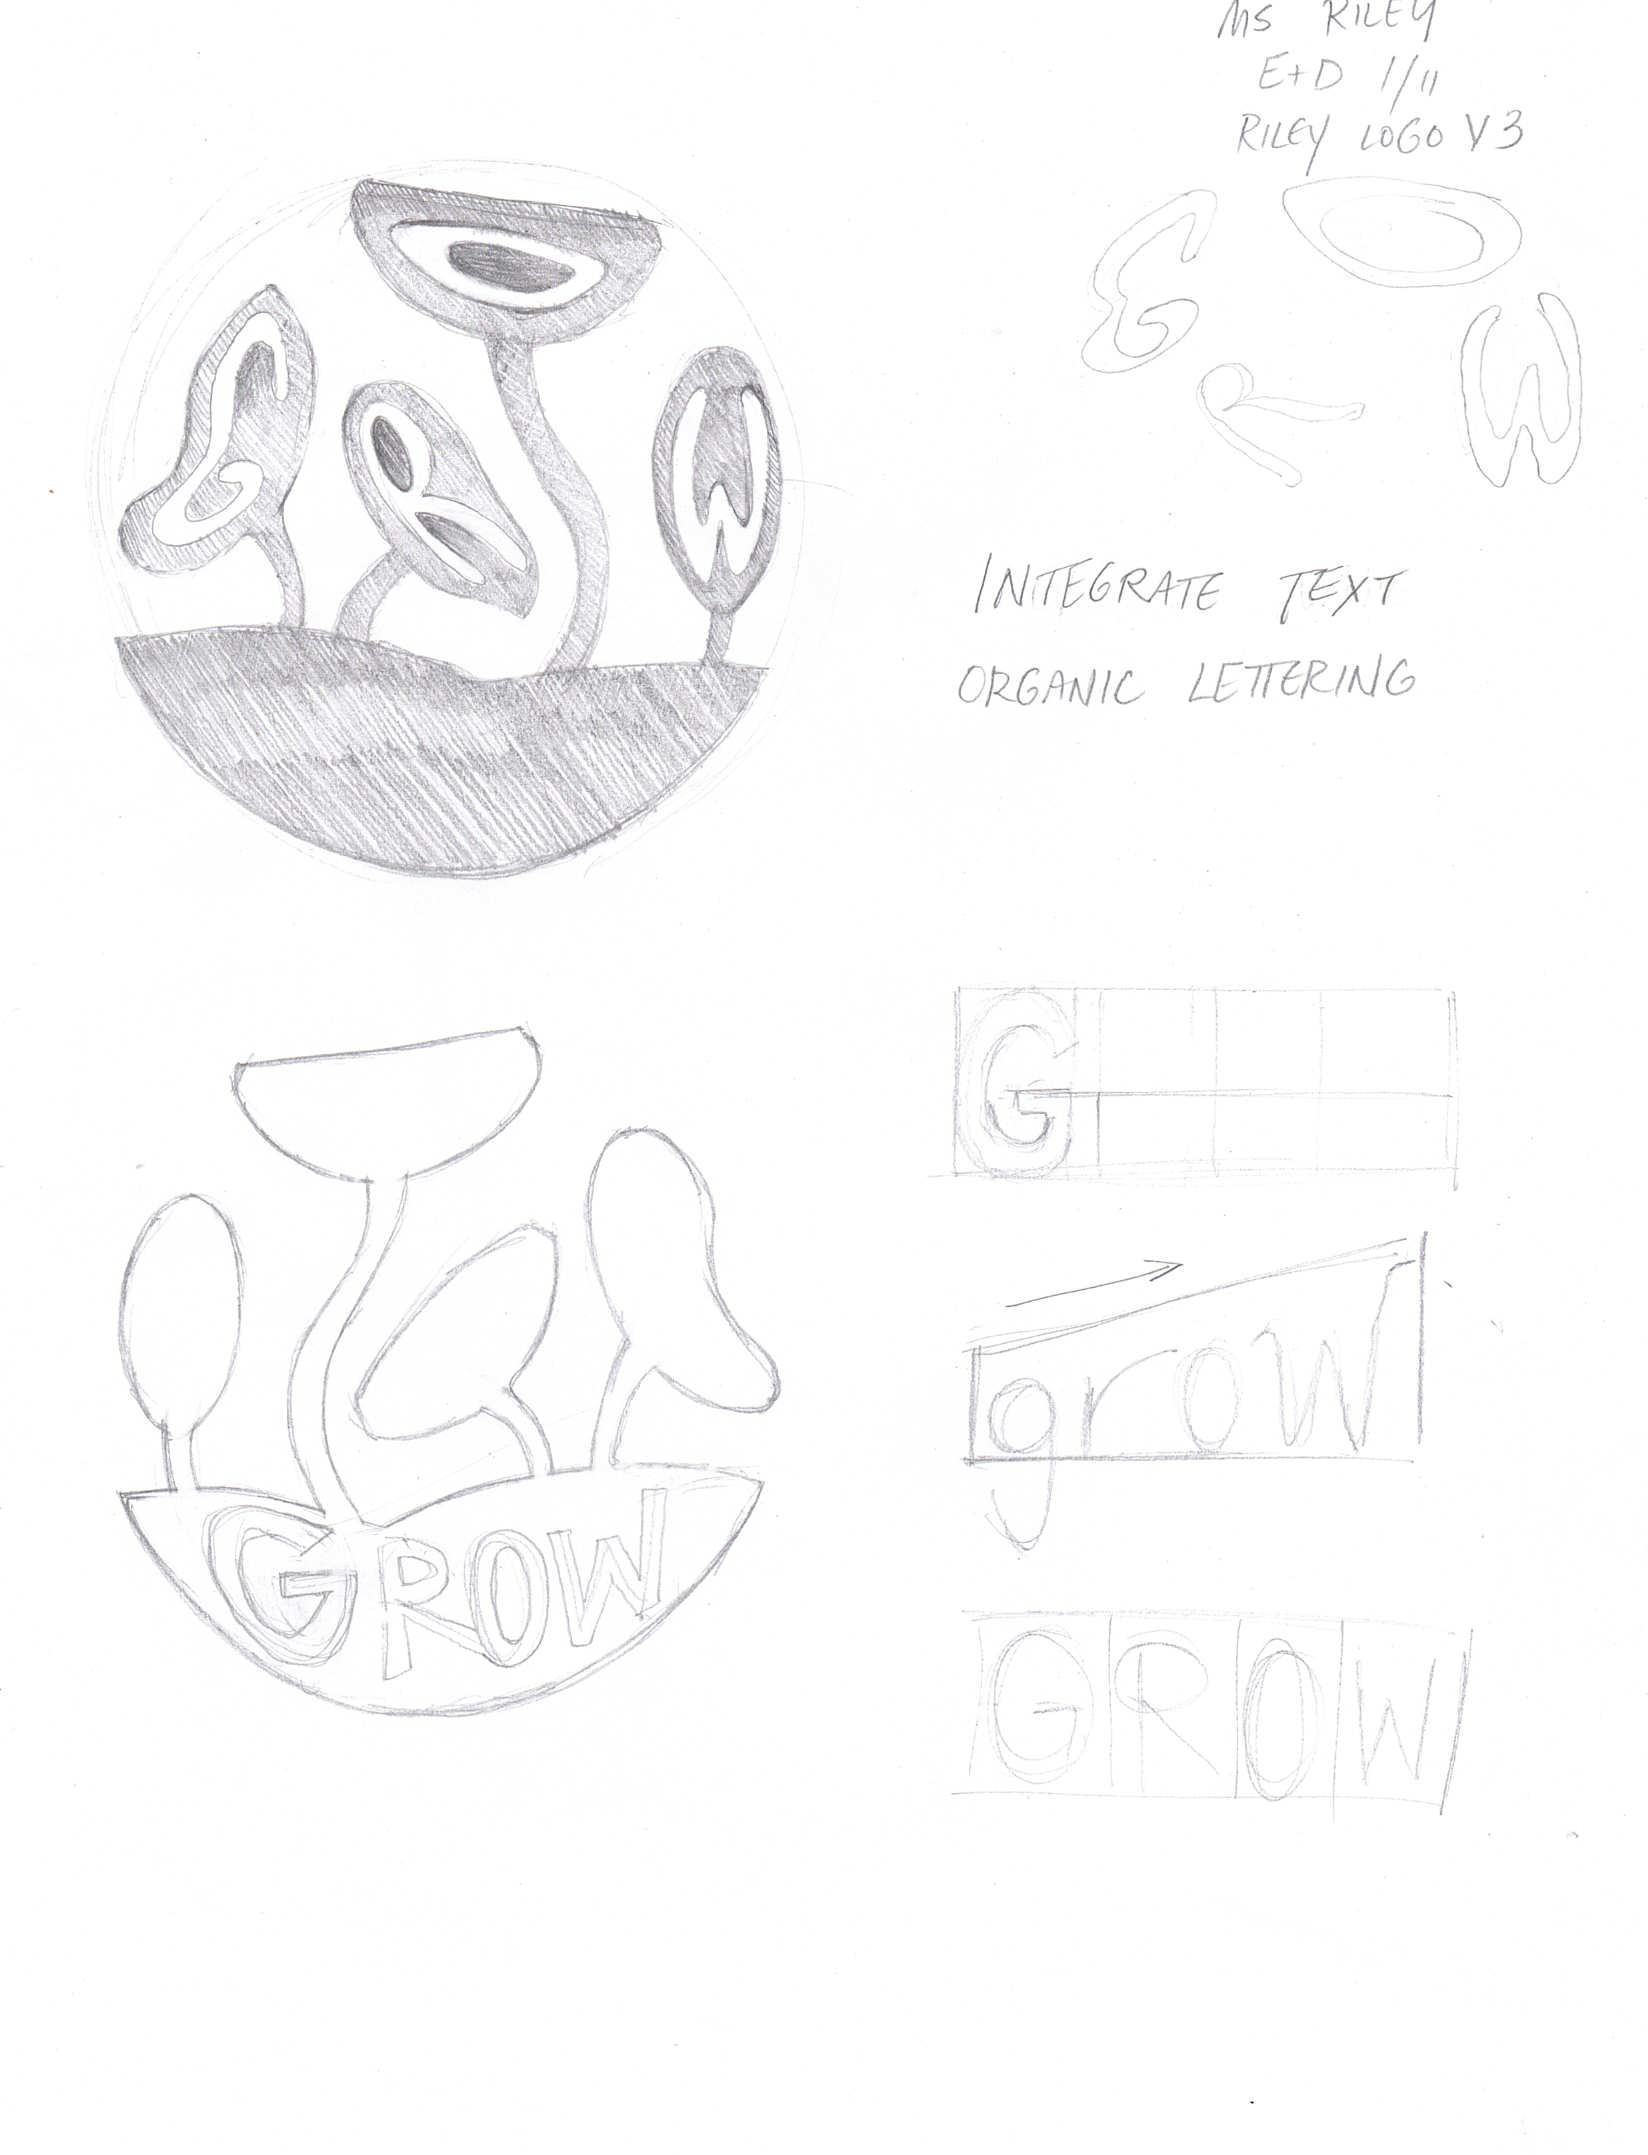 MS RILEY
E+D 1/11
RILEY LOGO V3
G R O W
G R O W
INTEGRATE TEXT
ORGANIC LETTERING
G
grow
GROW
GROW